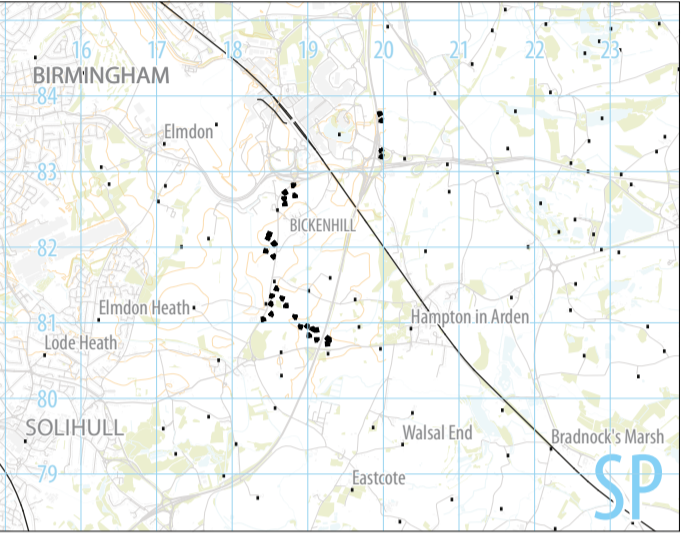 16 17 18 19 20 21 22 23
BIRMINGHAM
84
Elmdon
83
BICKENHILL
82
Elmdon Heath
81
Hampton in Arden
Lode Heath
80
SOLIHULL
Walsal End
Bradnock's Marsh
79
Eastcote
SP